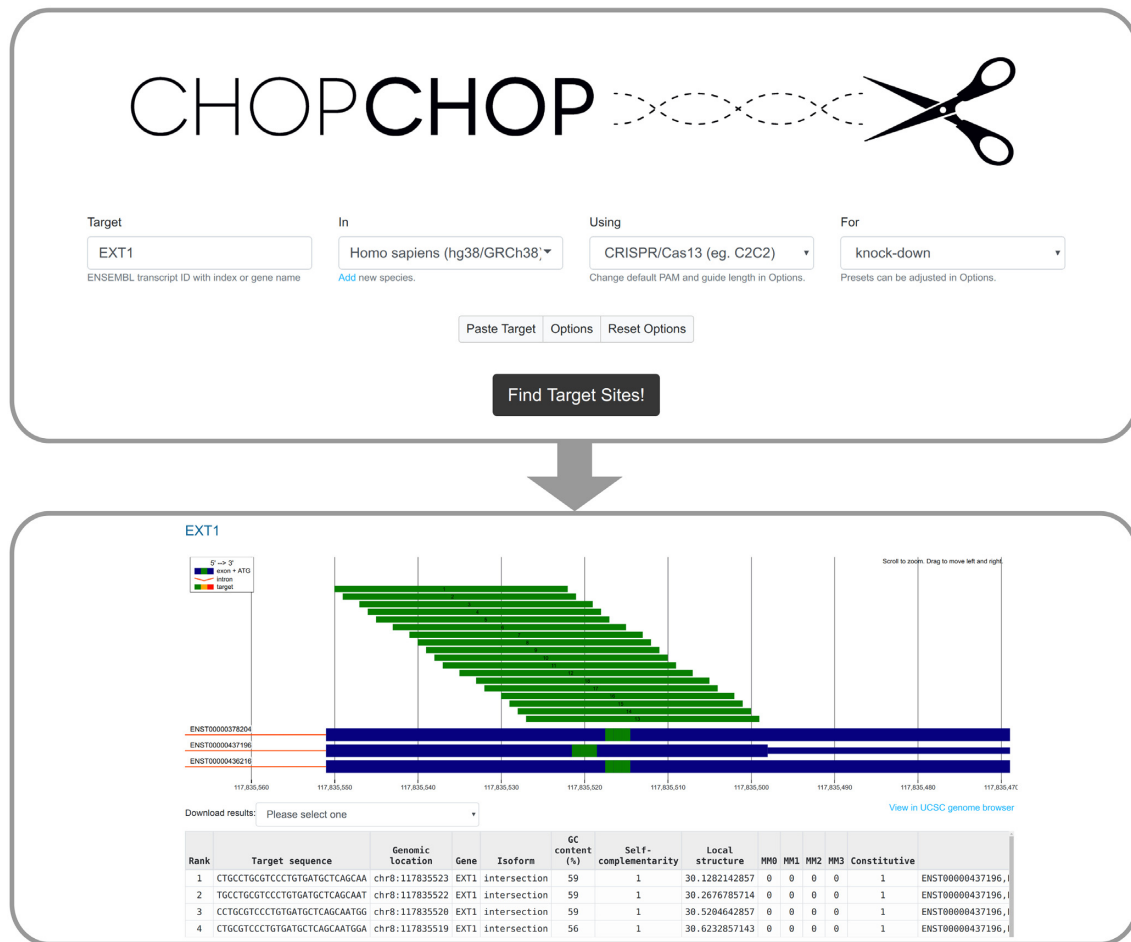 CHOPCHOP
Target In Using For
EXT1 Homo sapiens (hg38/GRCh38) CRISPR/Cas13 (eg. C2C2) knock-down
ENSEMBL transcript ID with index or gene name Add new species. Change default PAM and guide length in Options. Presets can be adjusted in Options.
Paste Target Options Reset Options
Find Target Sites!
EXT1
5' --> 3'
exon + ATG
intron
target
Scroll to zoom. Drag to move left and right.
ENST00000378204
ENST00000437196
ENST00000436216
117,835,560 117,835,550 117,835,540 117,835,530 117,835,520 117,835,510 117,835,500 117,835,490 117,835,480 117,835,470
Download results: Please select one View in UCSC genome browser
Rank Target sequence Genomic location Gene Isoform GC content (%) Self-complementarity Local structure MM0 MM1 MM2 MM3 Constitutive
1 CTGCCTGCGTCCCTGTGATGCTCAGCAA chr8:117835523 EXT1 intersection 59 1 30.1282142857 0 0 0 0 1 ENST00000437196,
2 TGCCTGCGTCCCTGTGATGCTCAGCAAT chr8:117835522 EXT1 intersection 59 1 30.2676785714 0 0 0 0 1 ENST00000437196,
3 CCTGCGTCCCTGTGATGCTCAGCAATGG chr8:117835520 EXT1 intersection 59 1 30.5204642857 0 0 0 0 1 ENST00000437196,
4 CTGCGTCCCTGTGATGCTCAGCAATGGA chr8:117835519 EXT1 intersection 56 1 30.6232857143 0 0 0 0 1 ENST00000437196,